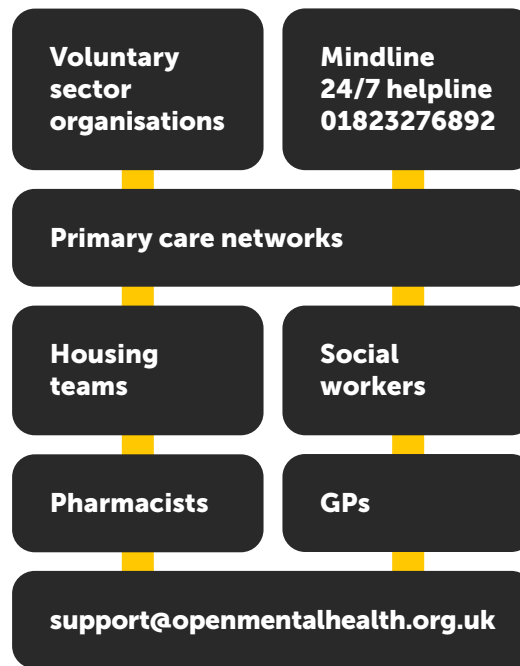 Voluntary
sector
organisations
Mindline
24/7 helpline
01823276892
Primary care networks
Housing
teams
Social
workers
Pharmacists
GPs
support@openmentalhealth.org.uk